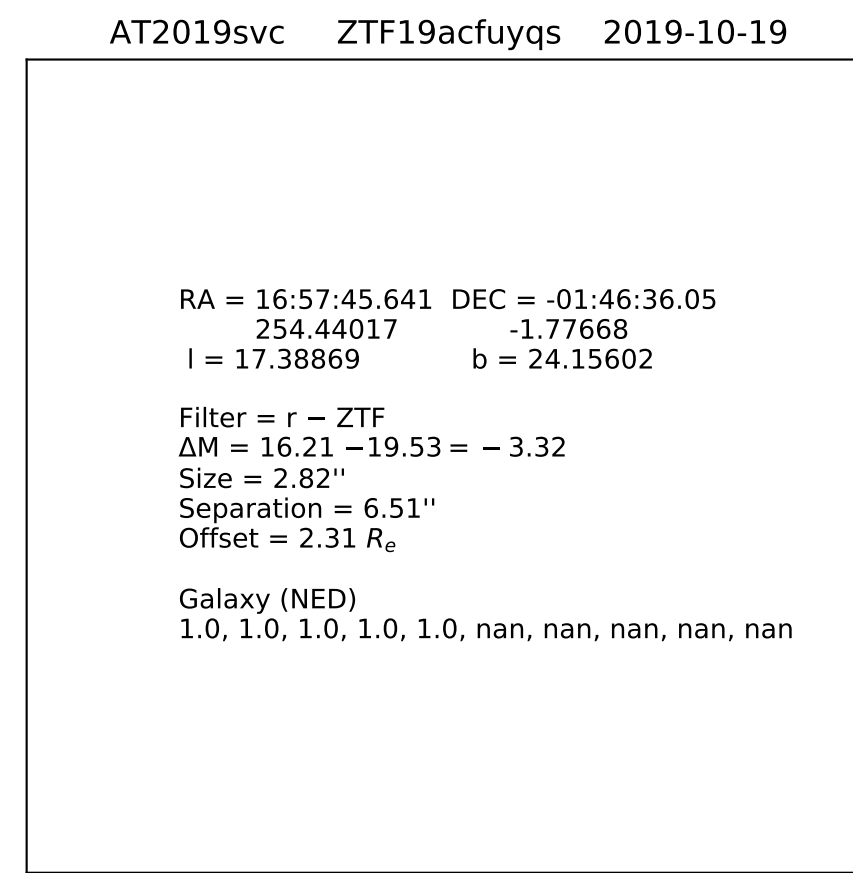 AT2019svc ZTF19acfuyqs 2019-10-19
RA = 16:57:45.641 DEC = -01:46:36.05
254.44017 -1.77668
l = 17.38869 b = 24.15602
Filter = r − ZTF
ΔM = 16.21 −19.53 = − 3.32
Size = 2.82''
Separation = 6.51''
Offset = 2.31 Re
Galaxy (NED)
1.0, 1.0, 1.0, 1.0, 1.0, nan, nan, nan, nan, nan